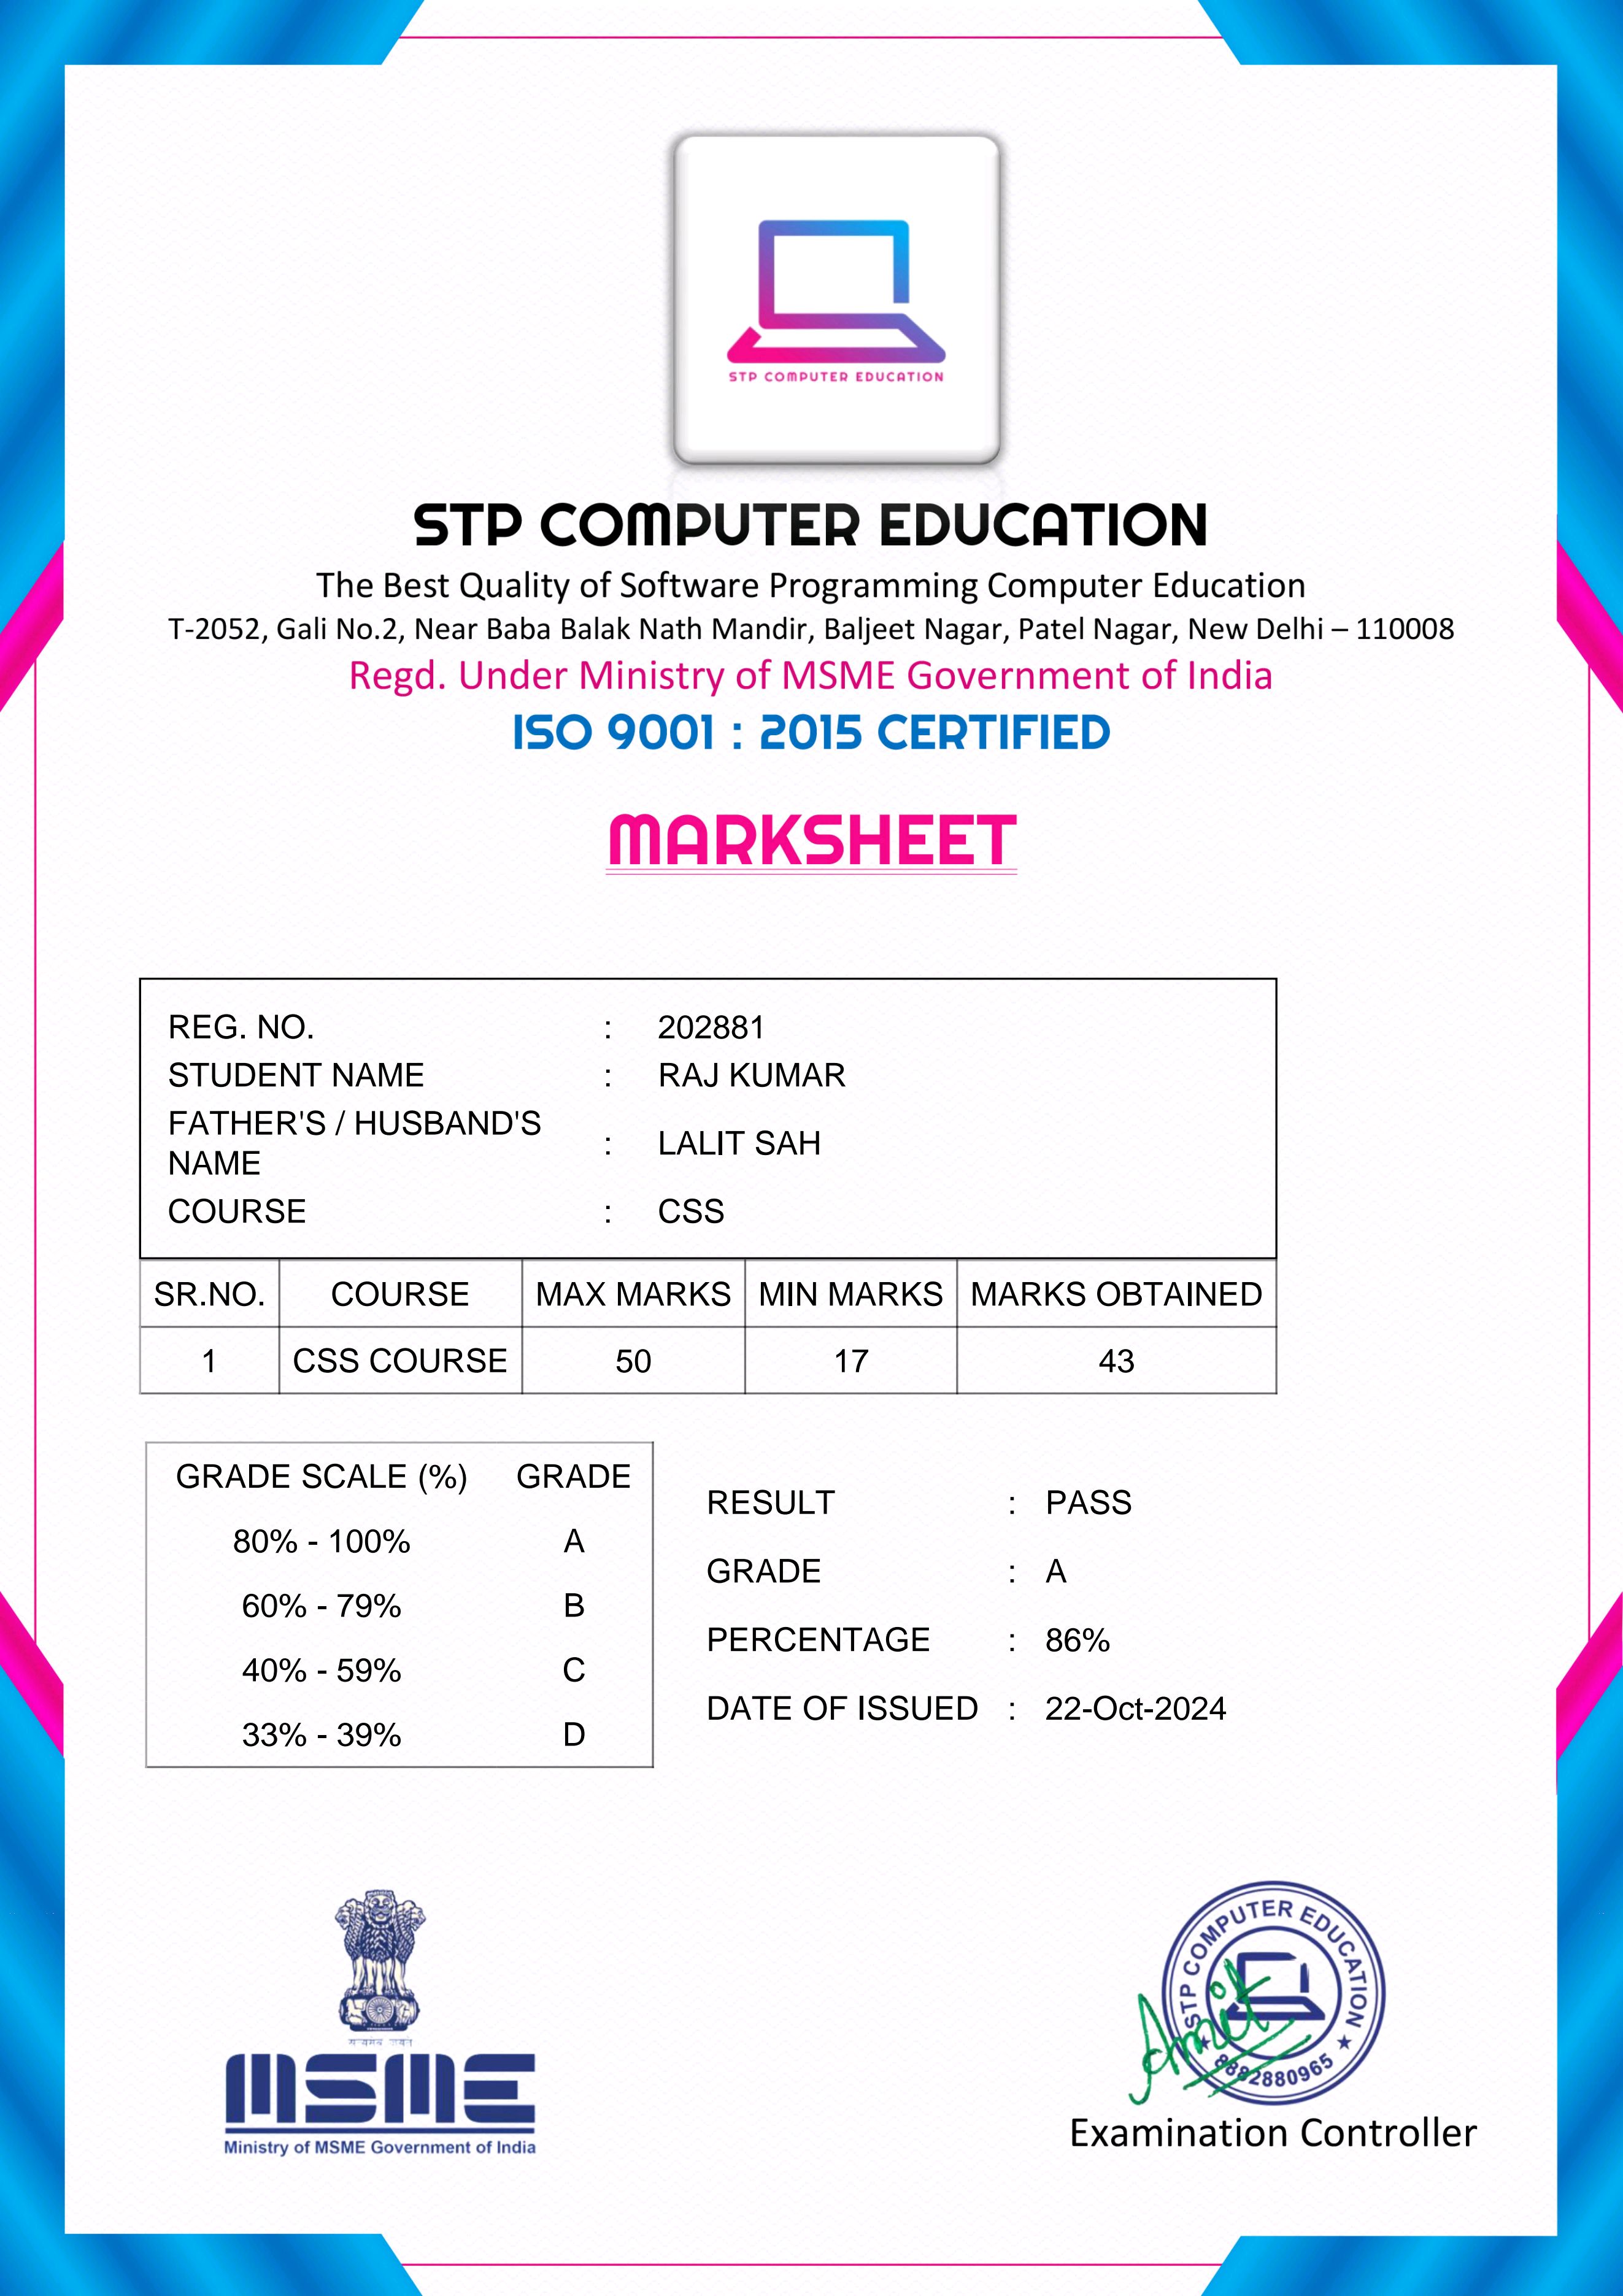 STP COMPUTER EDUCATION
STP COMPUTER EDUCATION
The Best Quality of Software Programming Computer Education
T-2052, Gali No.2, Near Baba Balak Nath Mandir, Baljeet Nagar, Patel Nagar, New Delhi – 110008
Regd. Under Ministry of MSME Government of India
ISO 9001 : 2015 CERTIFIED
MARKSHEET
REG. NO. : 202881
STUDENT NAME : RAJ KUMAR
FATHER'S / HUSBAND'S NAME : LALIT SAH
COURSE : CSS
SR.NO. COURSE MAX MARKS MIN MARKS MARKS OBTAINED
1 CSS COURSE 50 17 43
GRADE SCALE (%) GRADE
80% - 100% A
60% - 79% B
40% - 59% C
33% - 39% D
RESULT : PASS
GRADE : A
PERCENTAGE : 86%
DATE OF ISSUED : 22-Oct-2024
सत्यमेव जयते
MSME
Ministry of MSME Government of India
STP COMPUTER EDUCATION
★ 8882880965 ★
Amit
Examination Controller